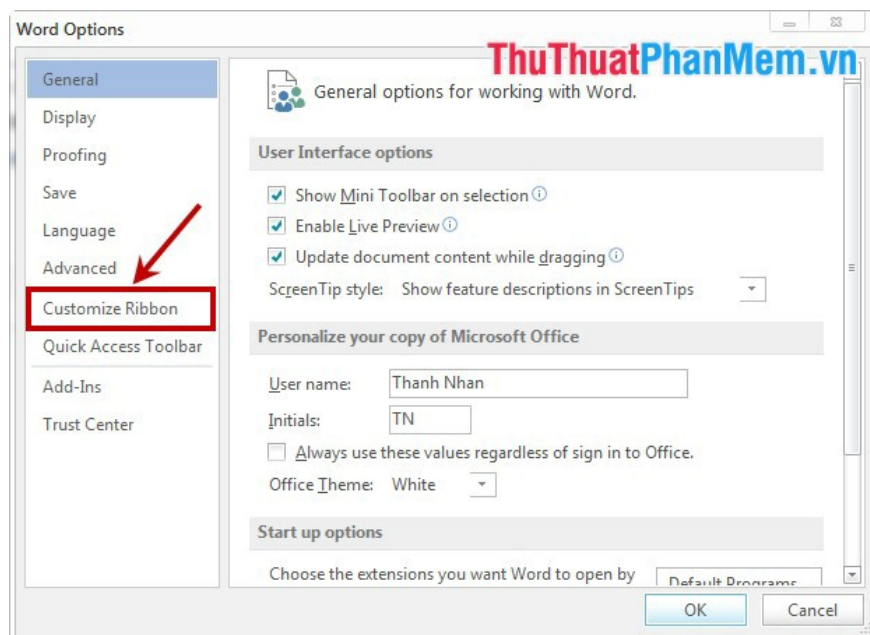 Word Options
ThuThuatPhanMem.vn
General
Display
Proofing
Save
Language
Advanced
Customize Ribbon
Quick Access Toolbar
Add-Ins
Trust Center
General options for working with Word.
User Interface options
Show Mini Toolbar on selection
Enable Live Preview
Update document content while dragging
ScreenTip style: Show feature descriptions in ScreenTips
Personalize your copy of Microsoft Office
User name: Thanh Nhan
Initials: TN
Always use these values regardless of sign in to Office.
Office Theme: White
Start up options
Choose the extensions you want Word to open by
Default Programs
OK Cancel